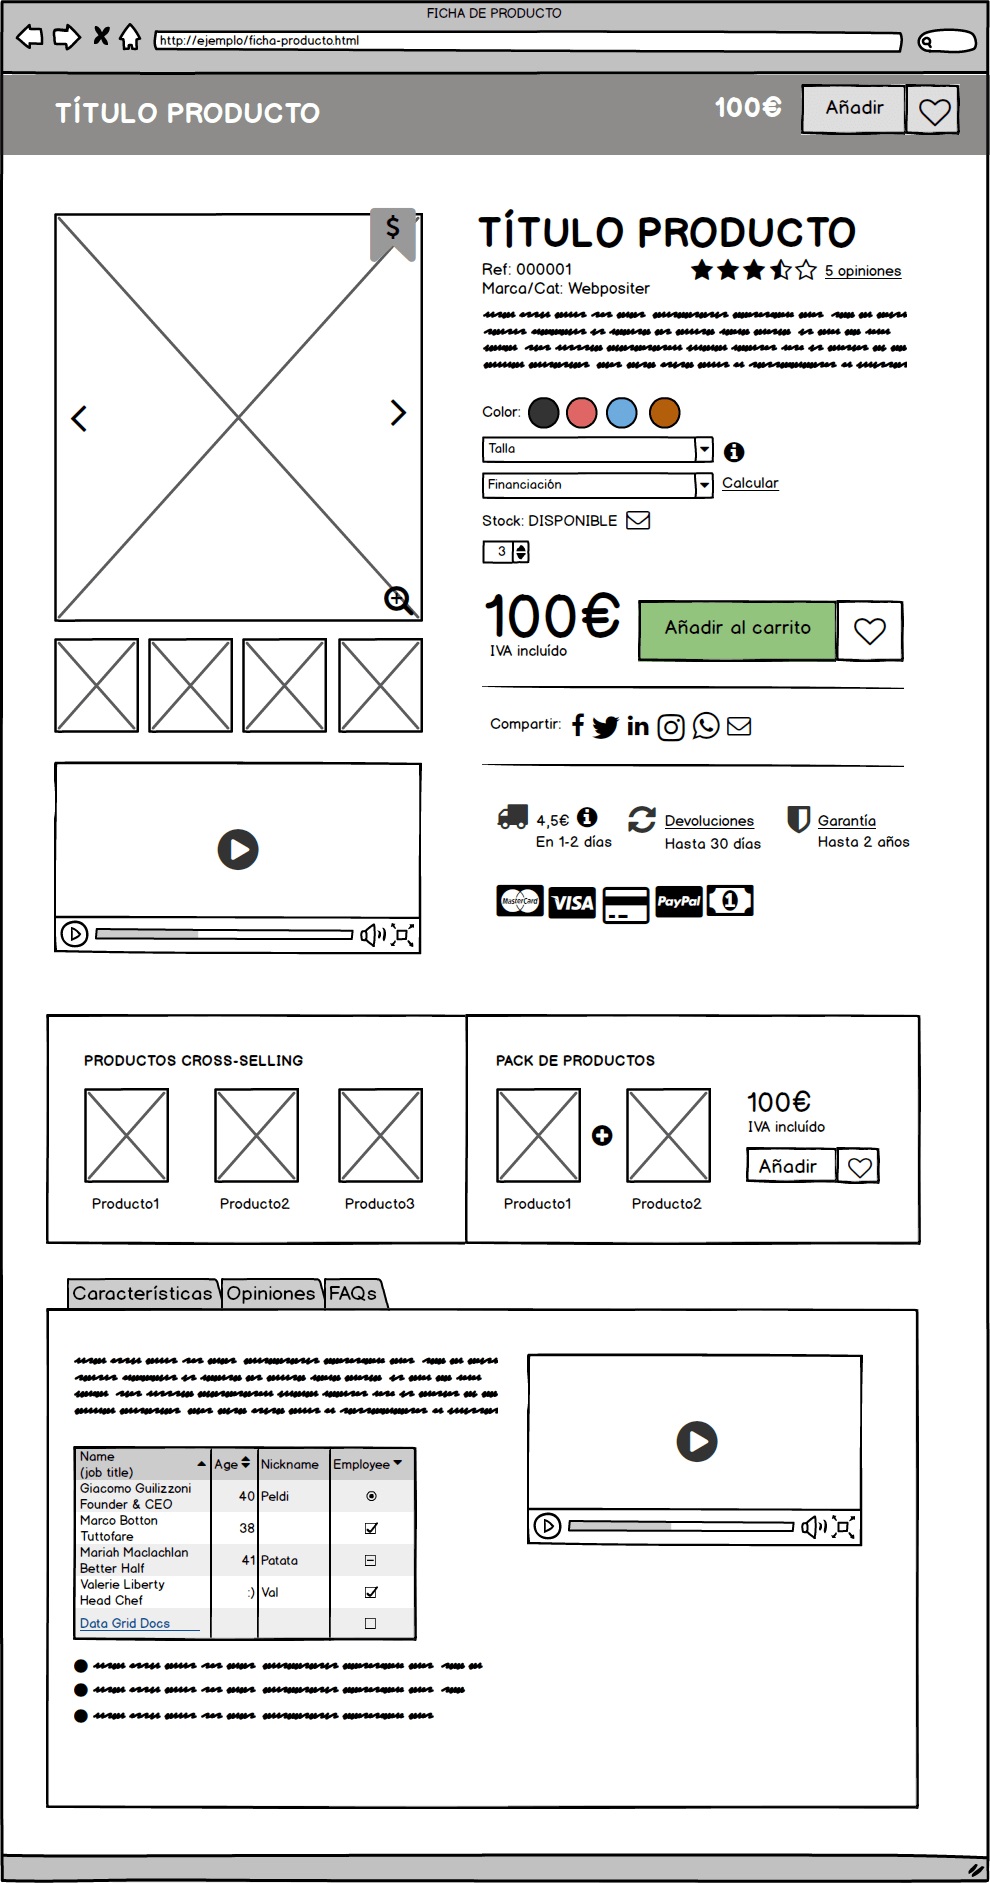 FICHA DE PRODUCTO
http://ejemplo/ficha-producto.html
TÍTULO PRODUCTO
100€
Añadir
$
TÍTULO PRODUCTO
Ref: 000001
5 opiniones
Marca/Cat: Webpositer
Color:
Talla
Financiación
Calcular
Stock: DISPONIBLE
3
100€
Añadir al carrito
IVA incluído
Compartir:
4,5€
En 1-2 días
Devoluciones
Hasta 30 días
Garantía
Hasta 2 años
MasterCard
VISA
PayPal
1
PRODUCTOS CROSS-SELLING
Producto1
Producto2
Producto3
PACK DE PRODUCTOS
Producto1
Producto2
100€
IVA incluído
Añadir
Características
Opiniones
FAQs
Name
(job title)
Age
Nickname
Employee
Giacomo Guilizzoni
Founder & CEO
40
Peldi
Marco Botton
Tuttofare
38
Mariah Maclachlan
Better Half
41
Patata
Valerie Liberty
Head Chef
:)
Val
Data Grid Docs